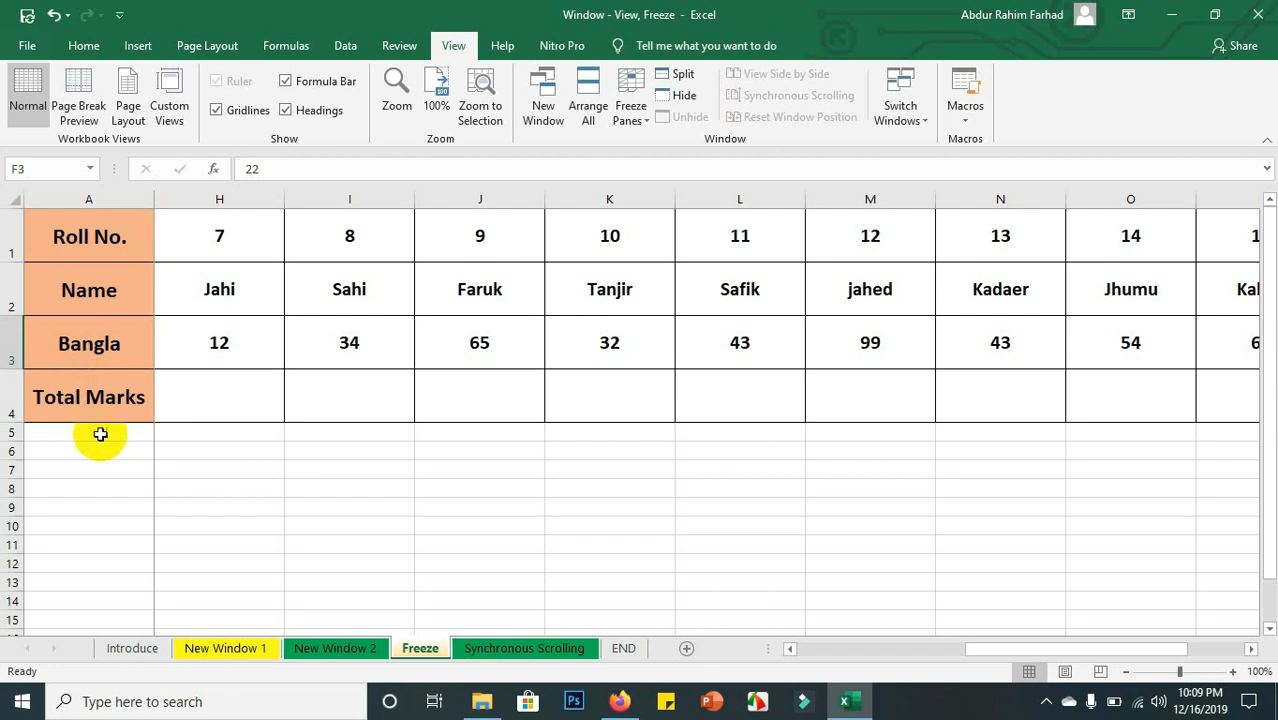 Window - View, Freeze - Excel
Abdur Rahim Farhad
File Home Insert Page Layout Formulas Data Review View Help Nitro Pro Tell me what you want to do Share
Normal
Page Break Preview
Page Layout
Custom Views
Workbook Views
Ruler
Formula Bar
Gridlines
Headings
Show
Zoom
100%
Zoom to Selection
Zoom
New Window
Arrange All
Freeze Panes
Split
Hide
Unhide
View Side by Side
Synchronous Scrolling
Reset Window Position
Window
Switch Windows
Macros
Macros
F3 fx 22
A H I J K L M N O
1 Roll No. 7 8 9 10 11 12 13 14
2 Name Jahi Sahi Faruk Tanjir Safik jahed Kadaer Jhumu
3 Bangla 12 34 65 32 43 99 43 54
4 Total Marks
5
6
7
8
9
10
11
12
13
14
15
Introduce New Window 1 New Window 2 Freeze Synchronous Scrolling END
Ready 100%
Type here to search
10:09 PM
12/16/2019